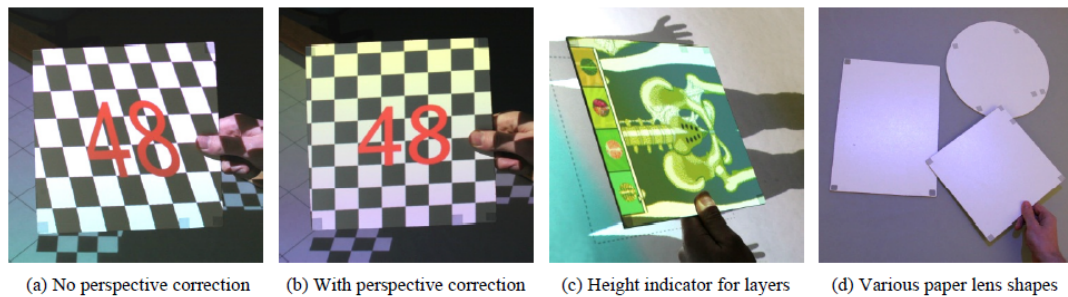 48
48
(a) No perspective correction
(b) With perspective correction
(c) Height indicator for layers
(d) Various paper lens shapes